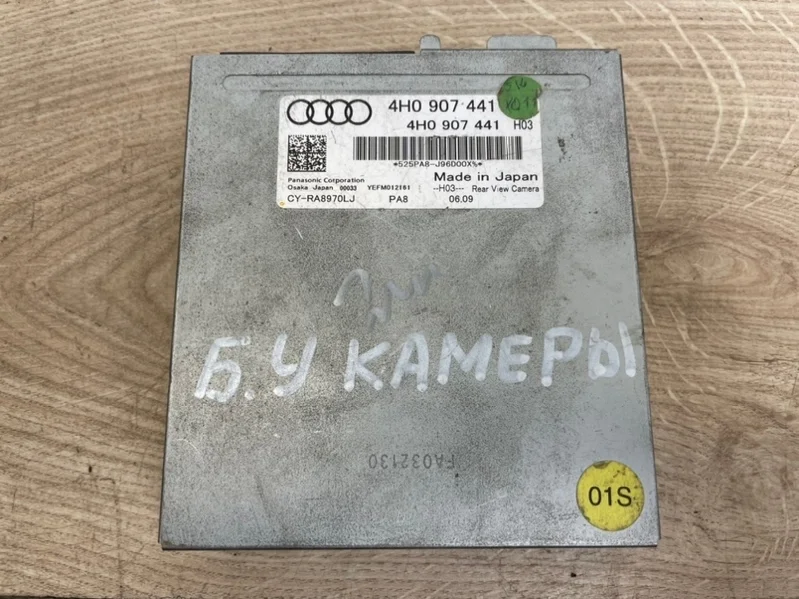 4H0 907 441
4H0 907 441 H03
*525PA8-J96D00X%*
Panasonic Corporation
Made in Japan
Osaka Japan 00033 YEFM012161
--H03--- Rear View Camera
CY-RA8970LJ PA8 06.09
Б.У КАМЕРЫ
FA032130
01S